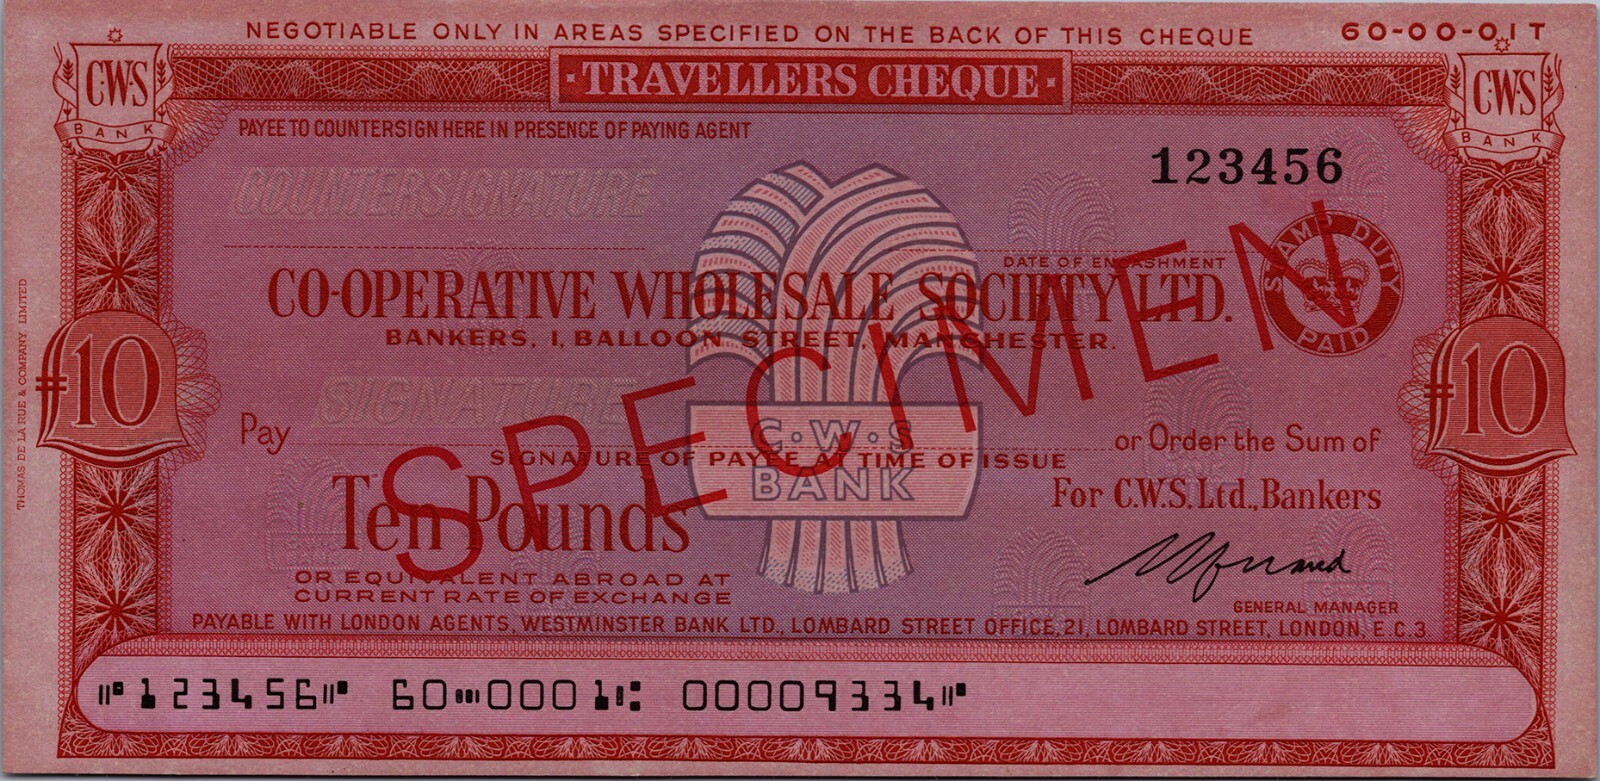 NEGOTIABLE ONLY IN AREAS SPECIFIED ON THE BACK OF THIS CHEQUE
60-00-01T
C·W·S
BANK
·TRAVELLERS CHEQUE·
C·W·S
BANK
PAYEE TO COUNTERSIGN HERE IN PRESENCE OF PAYING AGENT
123456
COUNTERSIGNATURE
DATE OF ENCASHMENT
STAMP DUTY
PAID
CO-OPERATIVE WHOLESALE SOCIETY LTD.
BANKERS, 1, BALLOON STREET, MANCHESTER.
SPECIMEN
£10
£10
SIGNATURE
Pay
or Order the Sum of
SIGNATURE OF PAYEE AT TIME OF ISSUE
C·W·S
BANK
Ten Pounds
For C.W.S. Ltd., Bankers
OR EQUIVALENT ABROAD AT
CURRENT RATE OF EXCHANGE
GENERAL MANAGER
PAYABLE WITH LONDON AGENTS, WESTMINSTER BANK LTD., LOMBARD STREET OFFICE, 21, LOMBARD STREET, LONDON, E.C.3
⑈123456⑈ 60⑉0001⑆ 00009334⑈
THOMAS DE LA RUE & COMPANY, LIMITED